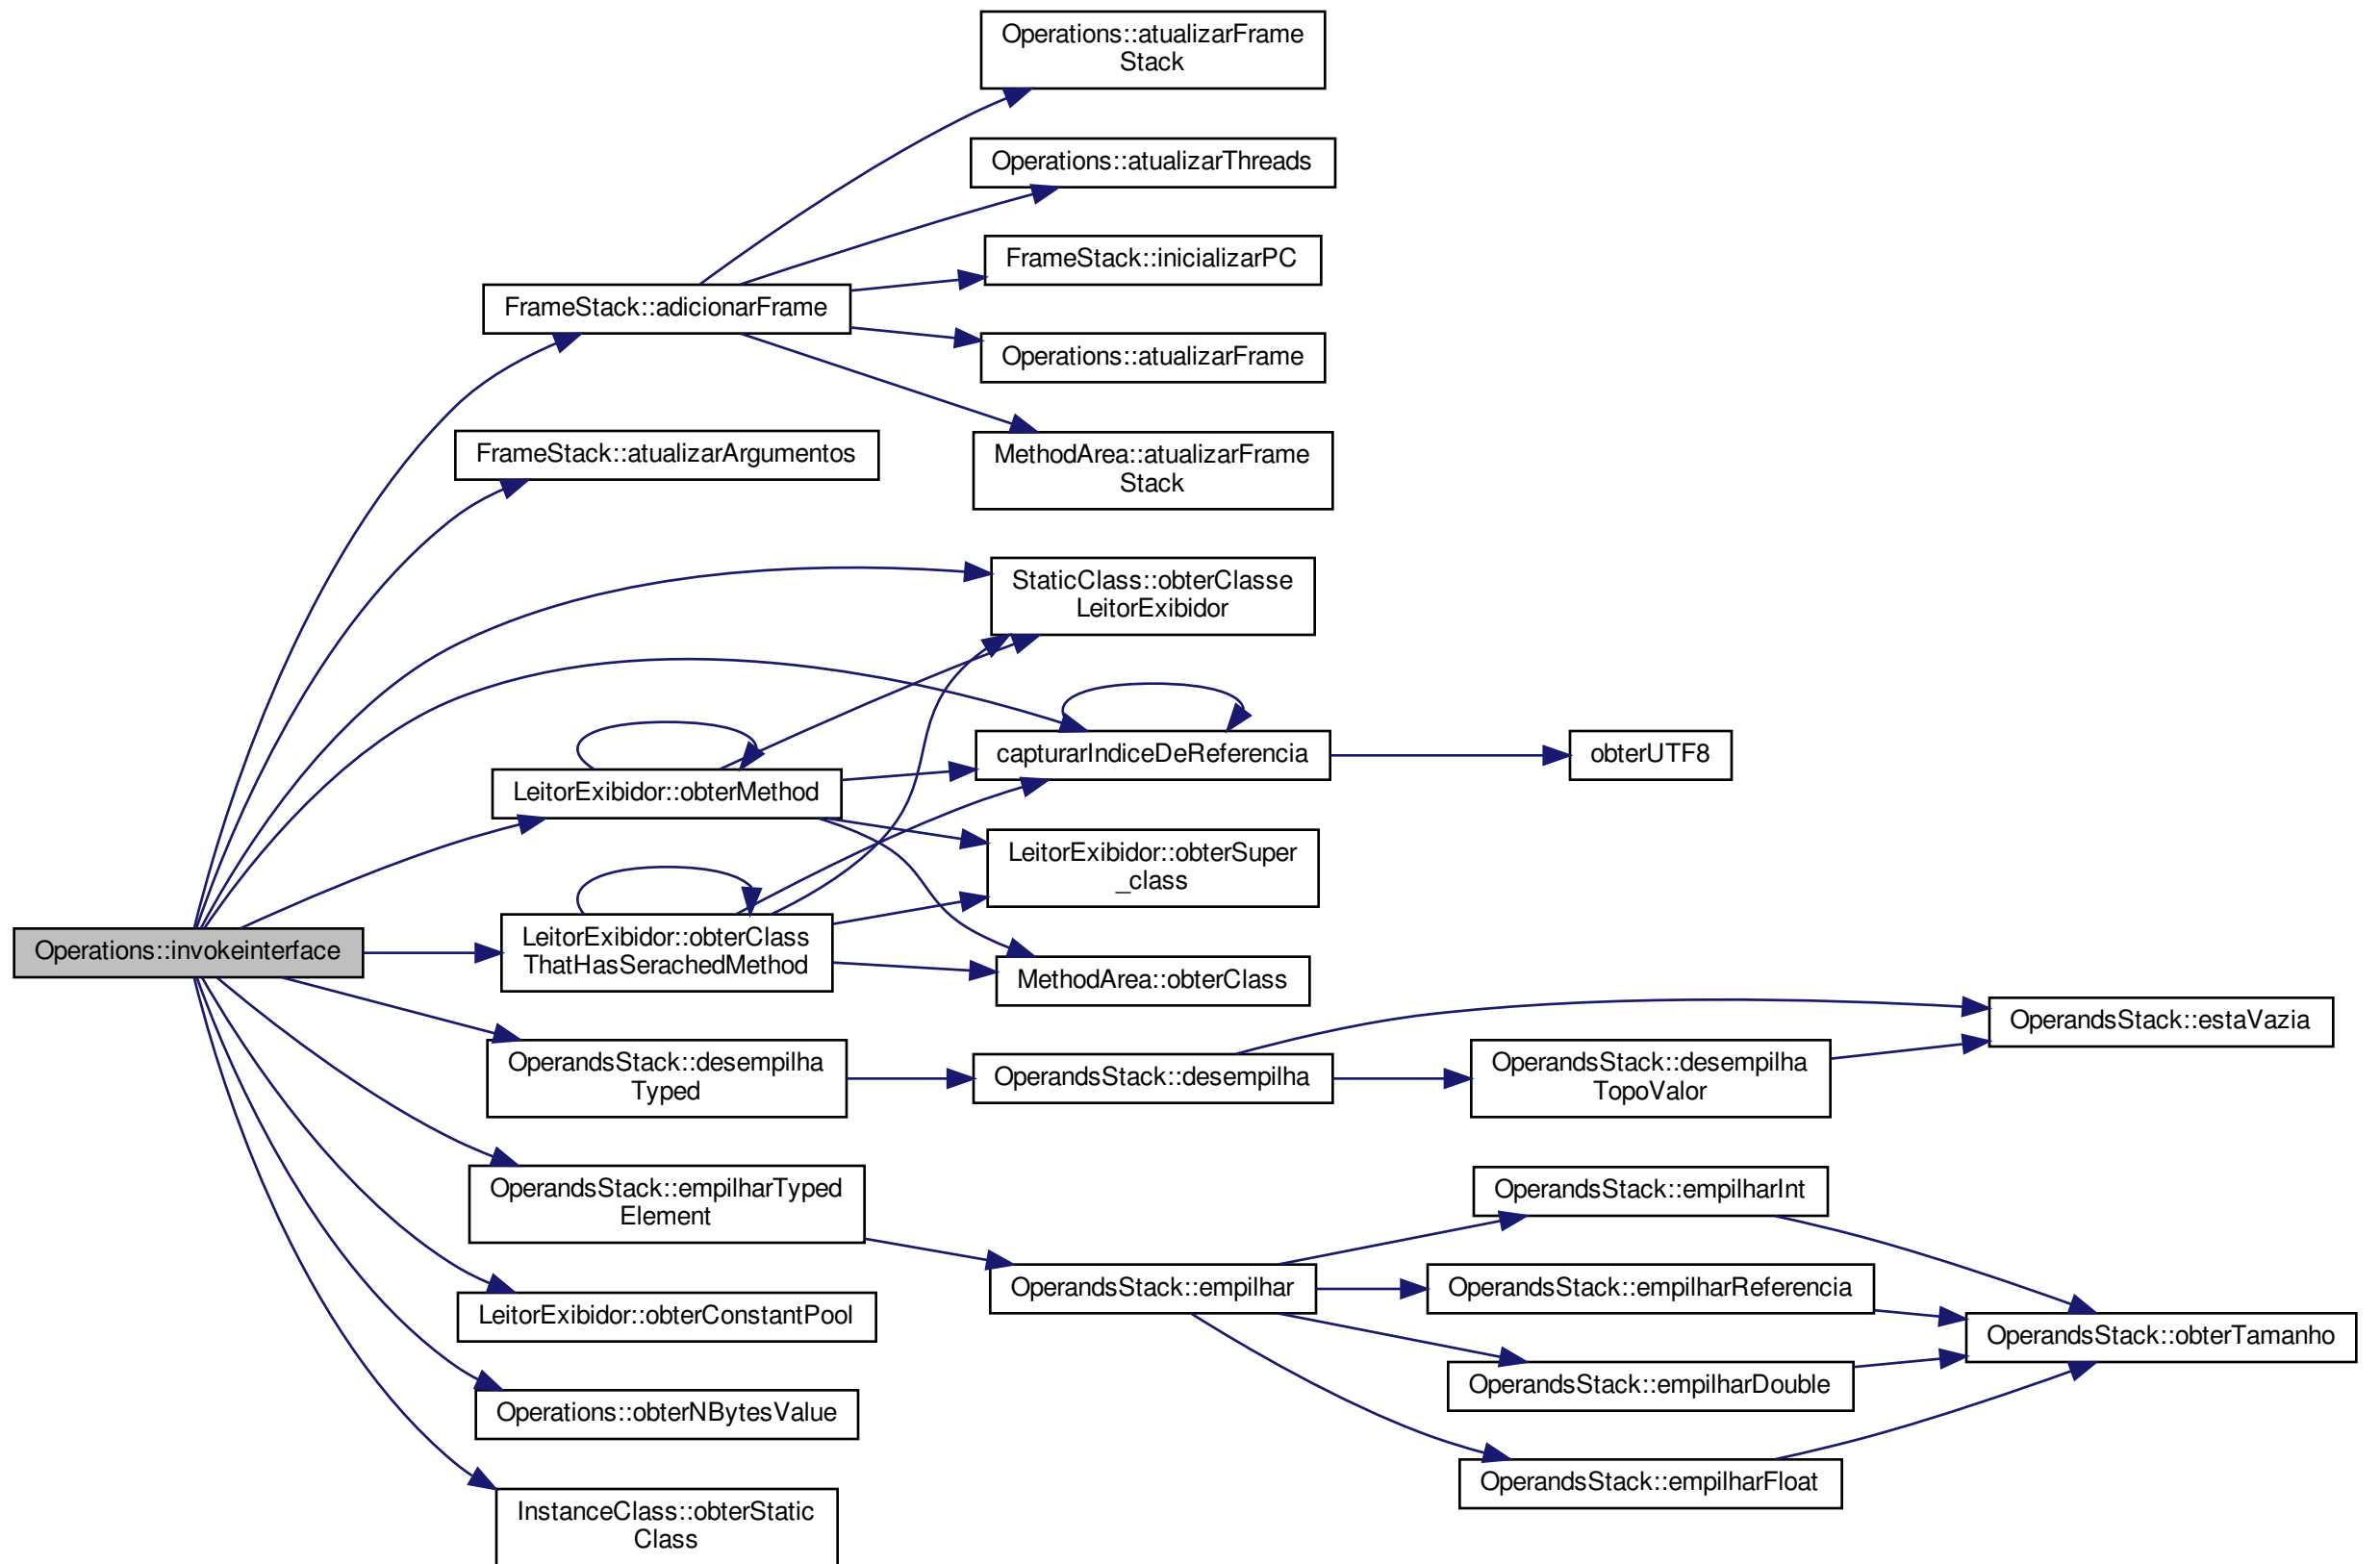 Operations::atualizarFrame
Stack
Operations::atualizarThreads
FrameStack::inicializarPC
FrameStack::adicionarFrame
Operations::atualizarFrame
FrameStack::atualizarArgumentos
MethodArea::atualizarFrame
Stack
StaticClass::obterClasse
LeitorExibidor
capturarIndiceDeReferencia
obterUTF8
LeitorExibidor::obterMethod
LeitorExibidor::obterSuper
_class
Operations::invokeinterface
LeitorExibidor::obterClass
ThatHasSerachedMethod
MethodArea::obterClass
OperandsStack::estaVazia
OperandsStack::desempilha
Typed
OperandsStack::desempilha
OperandsStack::desempilha
TopoValor
OperandsStack::empilharTyped
Element
OperandsStack::empilharInt
OperandsStack::empilhar
OperandsStack::empilharReferencia
LeitorExibidor::obterConstantPool
OperandsStack::obterTamanho
OperandsStack::empilharDouble
Operations::obterNBytesValue
OperandsStack::empilharFloat
InstanceClass::obterStatic
Class